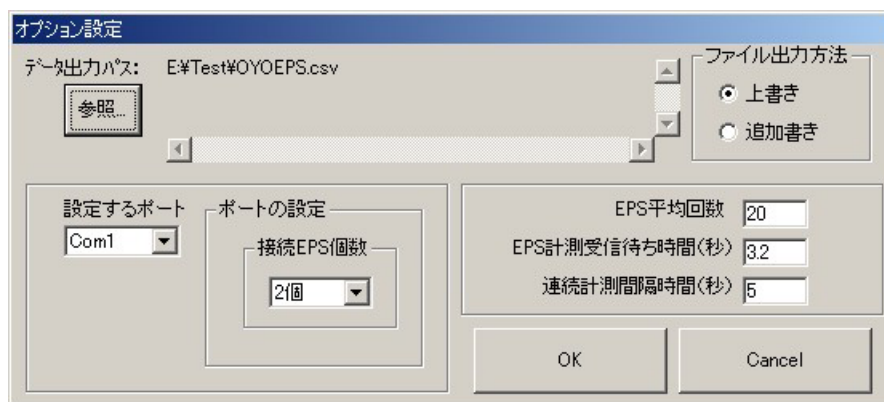 オプション設定
データ出力パス: E:¥Test¥OYOEPS.csv
参照...
ファイル出力方法
上書き
追加書き
設定するポート
Com1
ポートの設定
接続EPS個数
2個
EPS平均回数 20
EPS計測受信待ち時間(秒) 3.2
連続計測間隔時間(秒) 5
OK
Cancel